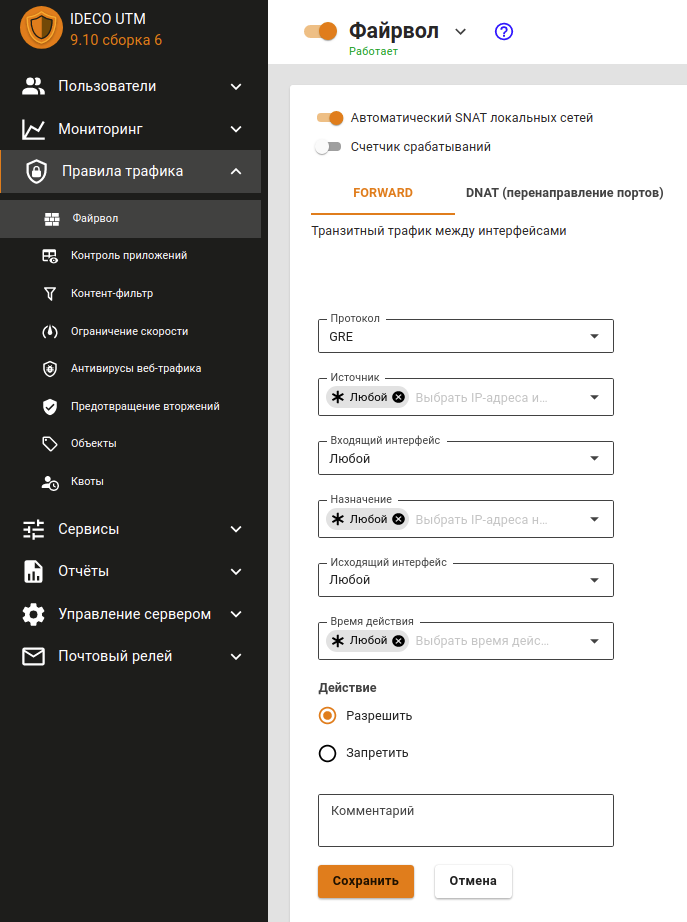 IDECO UTM
9.10 сборка 6
Пользователи
Мониторинг
Правила трафика
Файрвол
Контроль приложений
Контент-фильтр
Ограничение скорости
Антивирусы веб-трафика
Предотвращение вторжений
Объекты
Квоты
Сервисы
Отчёты
Управление сервером
Почтовый релей
Файрвол
Работает
Автоматический SNAT локальных сетей
Счетчик срабатываний
FORWARD DNAT (перенаправление портов)
Транзитный трафик между интерфейсами
Протокол
GRE
Источник
Любой Выбрать IP-адреса и...
Входящий интерфейс
Любой
Назначение
Любой Выбрать IP-адреса н...
Исходящий интерфейс
Любой
Время действия
Любой Выбрать время дейс...
Действие
Разрешить
Запретить
Комментарий
Сохранить Отмена